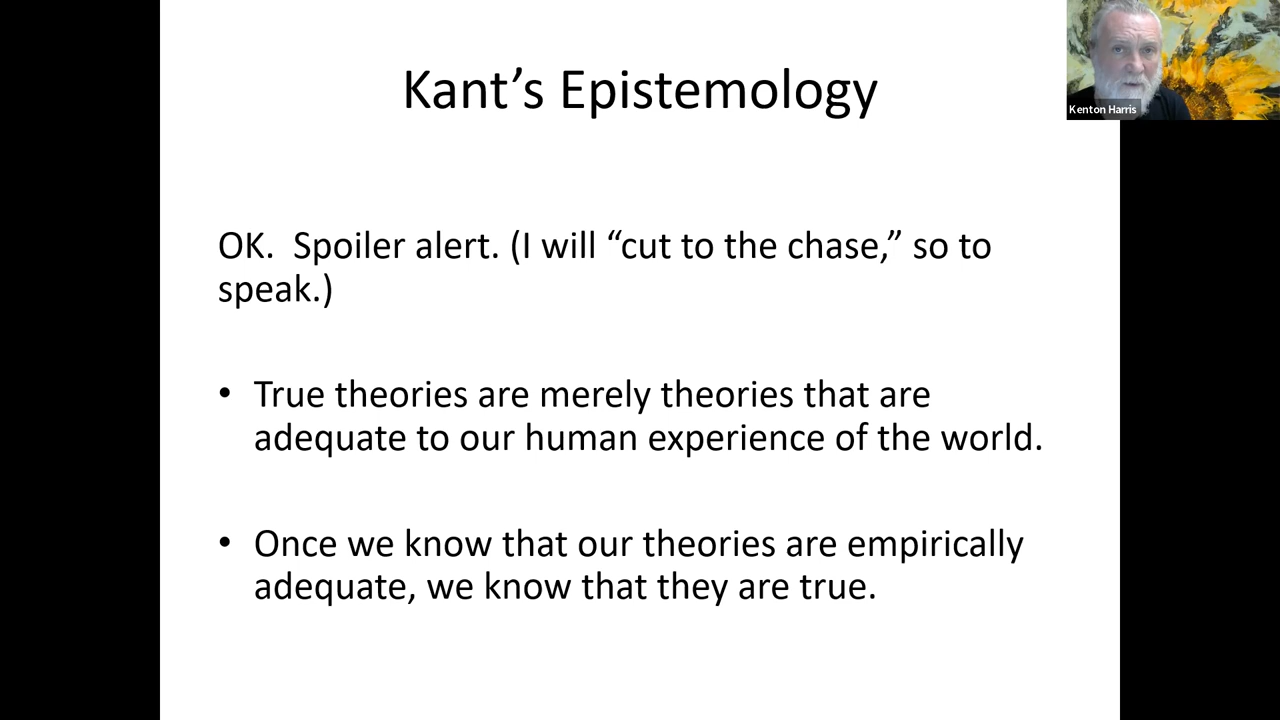 Kant’s Epistemology
Kenton Harris
OK.  Spoiler alert. (I will “cut to the chase,” so to
speak.)
• True theories are merely theories that are
adequate to our human experience of the world.
• Once we know that our theories are empirically
adequate, we know that they are true.